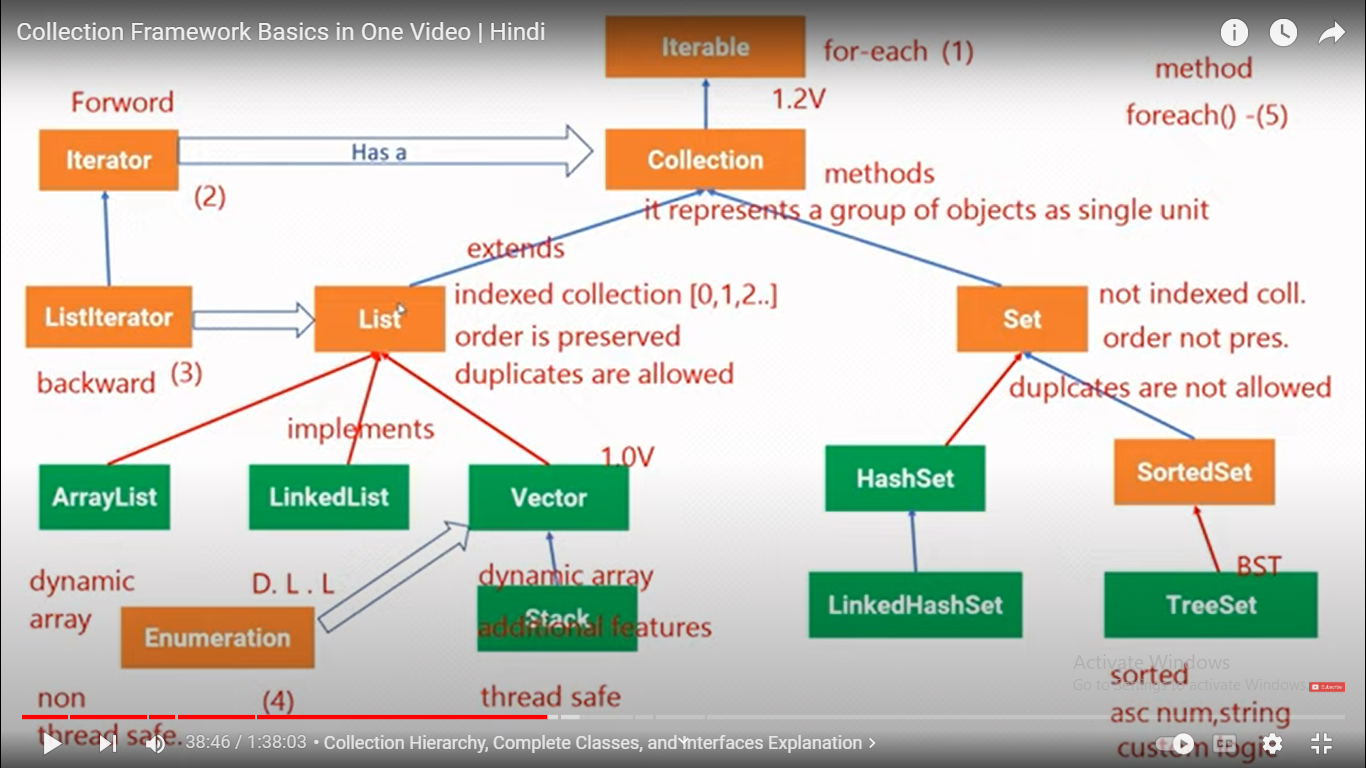 Collection Framework Basics in One Video | Hindi
Iterable
for-each (1)
method
1.2V
foreach() -(5)
Forword
Iterator
Has a
Collection
methods
(2)
it represents a group of objects as single unit
extends
ListIterator
List
indexed collection [0,1,2..]
order is preserved
duplicates are allowed
Set
not indexed coll.
order not pres.
duplcates are not allowed
backward (3)
implements
1.0V
ArrayList
LinkedList
Vector
HashSet
SortedSet
dynamic
array
D. L . L
dynamic array
Stack
additional features
BST
LinkedHashSet
TreeSet
Enumeration
(4)
non
thread safe.
thread safe
Activate Windows
Go to Settings to activate Windows.
Subscribe
sorted
asc num,string
custom logic
38:46 / 1:38:03 • Collection Hierarchy, Complete Classes, and Interfaces Explanation >